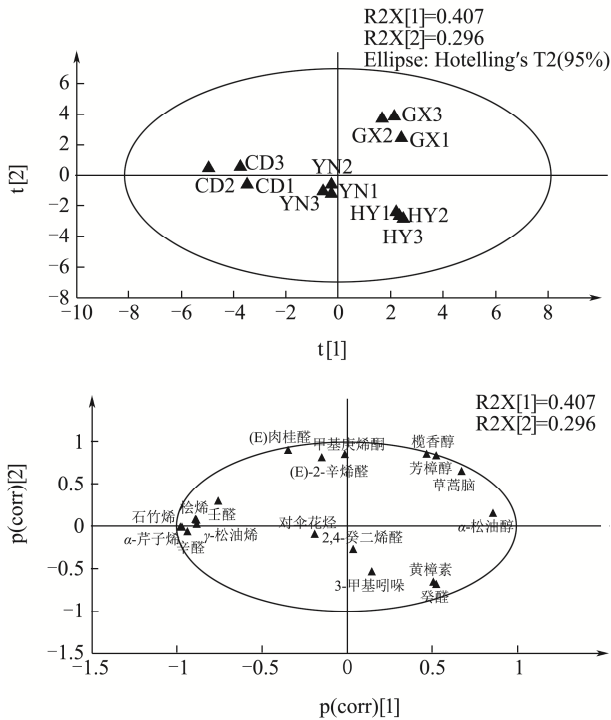 R2X[1]=0.407
R2X[2]=0.296
Ellipse: Hotelling's T2(95%)
6
4
2
0
−2
−4
−6
−8
t[2]
GX3
GX2
GX1
CD3
YN2
CD2
CD1
YN1
YN3
HY1
HY2
HY3
−10
−8
−6
−4
−2
0
2
4
6
8
t[1]
R2X[1]=0.407
R2X[2]=0.296
1
0.5
0
−0.5
−1
−1.5
p(corr)[2]
(E)肉桂醛
甲基庚烯酮
榄香醇
(E)-2-辛烯醛
芳樟醇
草蒿脑
桧烯
石竹烯
壬醛
对伞花烃
α-松油醇
α-芹子烯
γ-松油烯
辛醛
2,4-癸二烯醛
3-甲基吲哚
黄樟素
癸醛
−1.5
−1
−0.5
0
0.5
1
p(corr)[1]